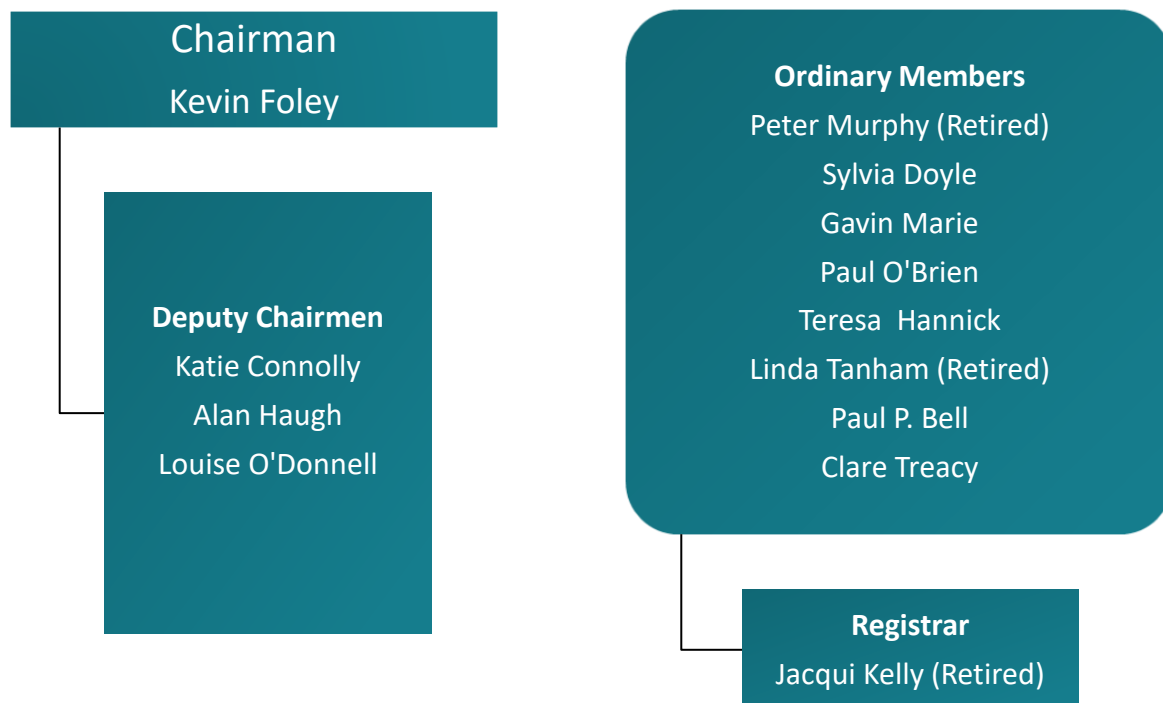 Chairman
Kevin Foley
Deputy Chairmen
Katie Connolly
Alan Haugh
Louise O'Donnell
Ordinary Members
Peter Murphy (Retired)
Sylvia Doyle
Gavin Marie
Paul O'Brien
Teresa  Hannick
Linda Tanham (Retired)
Paul P. Bell
Clare Treacy
Registrar
Jacqui Kelly (Retired)